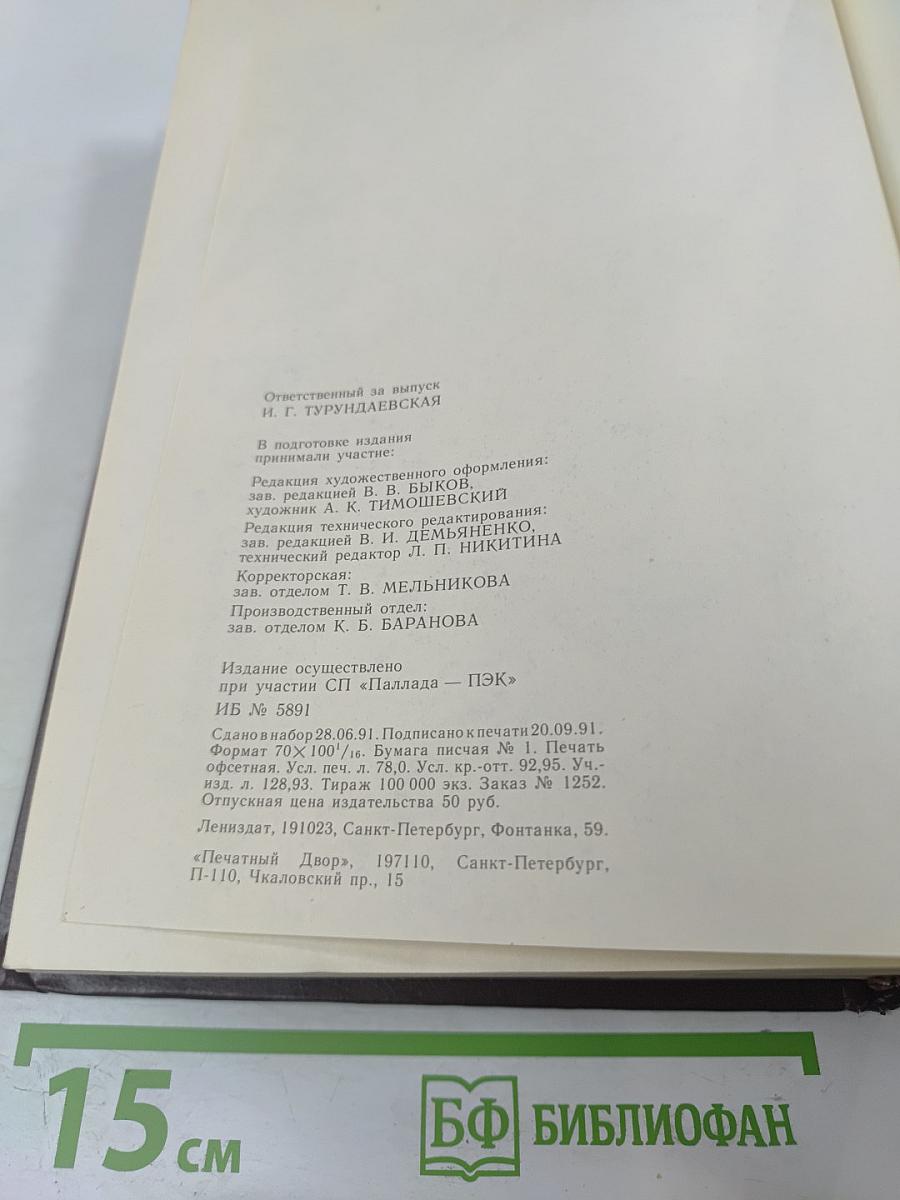 Ответственный за выпуск
И. Г. ТУРУНДАЕВСКАЯ
В подготовке издания
принимали участие:
Редакция художественного оформления:
зав. редакцией В. В. БЫКОВ,
художник А. К. ТИМОШЕВСКИЙ
Редакция технического редактирования:
зав. редакцией В. И. ДЕМЬЯНЕНКО,
технический редактор Л. П. НИКИТИНА
Корректорская:
зав. отделом Т. В. МЕЛЬНИКОВА
Производственный отдел:
зав. отделом К. Б. БАРАНОВА
Издание осуществлено
при участии СП «Паллада — ПЭК»
ИБ № 5891
Сдано в набор 28.06.91. Подписано к печати 20.09.91.
Формат 70×100¹/₁₆. Бумага писчая № 1. Печать
офсетная. Усл. печ. л. 78,0. Усл. кр.-отт. 92,95. Уч.-
изд. л. 128,93. Тираж 100 000 экз. Заказ № 1252.
Отпускная цена издательства 50 руб.
Лениздат, 191023, Санкт-Петербург, Фонтанка, 59.
«Печатный Двор», 197110, Санкт-Петербург,
П-110, Чкаловский пр., 15
15 см
БФ БИБЛИОФАН